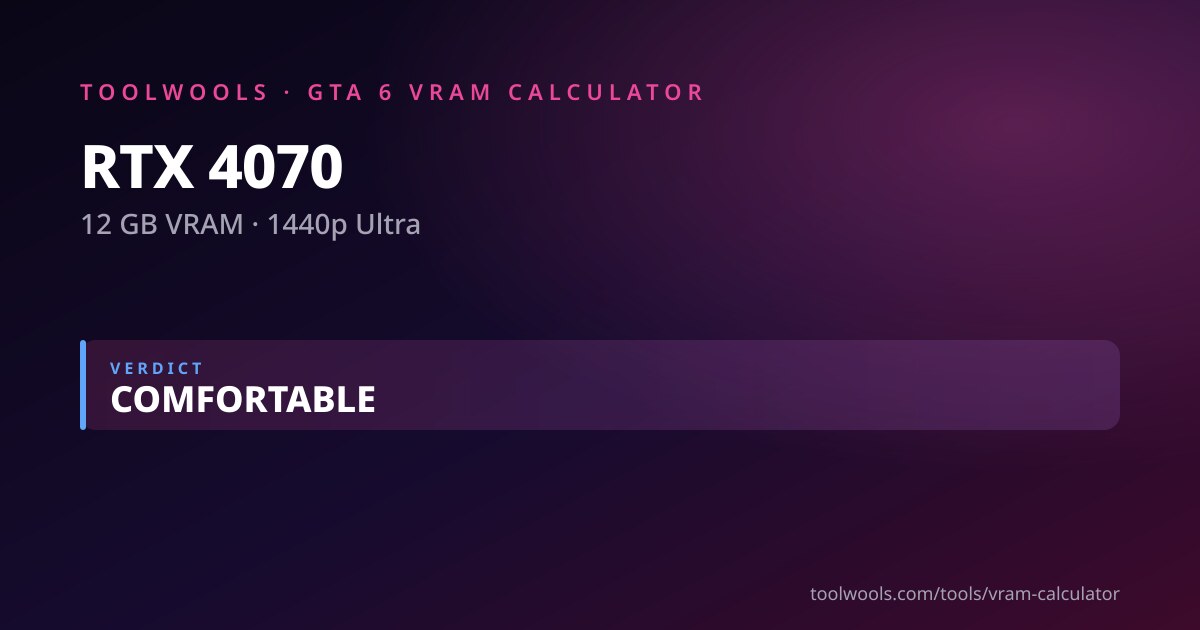 TOOLWOOLS · GTA 6 VRAM CALCULATOR
RTX 4070
12 GB VRAM · 1440p Ultra
VERDICT
COMFORTABLE
toolwools.com/tools/vram-calculator